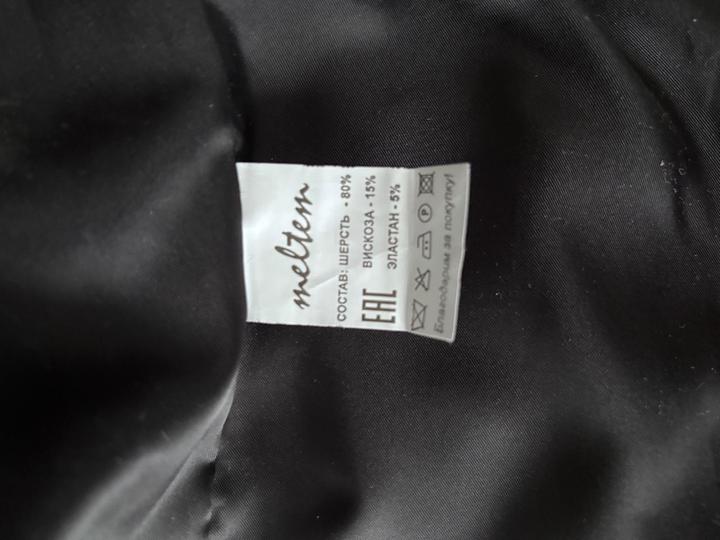 meltem
СОСТАВ: ШЕРСТЬ - 80%
ВИСКОЗА - 15%
EAC ЭЛАСТАН - 5%
P
Благодарим за покупку!